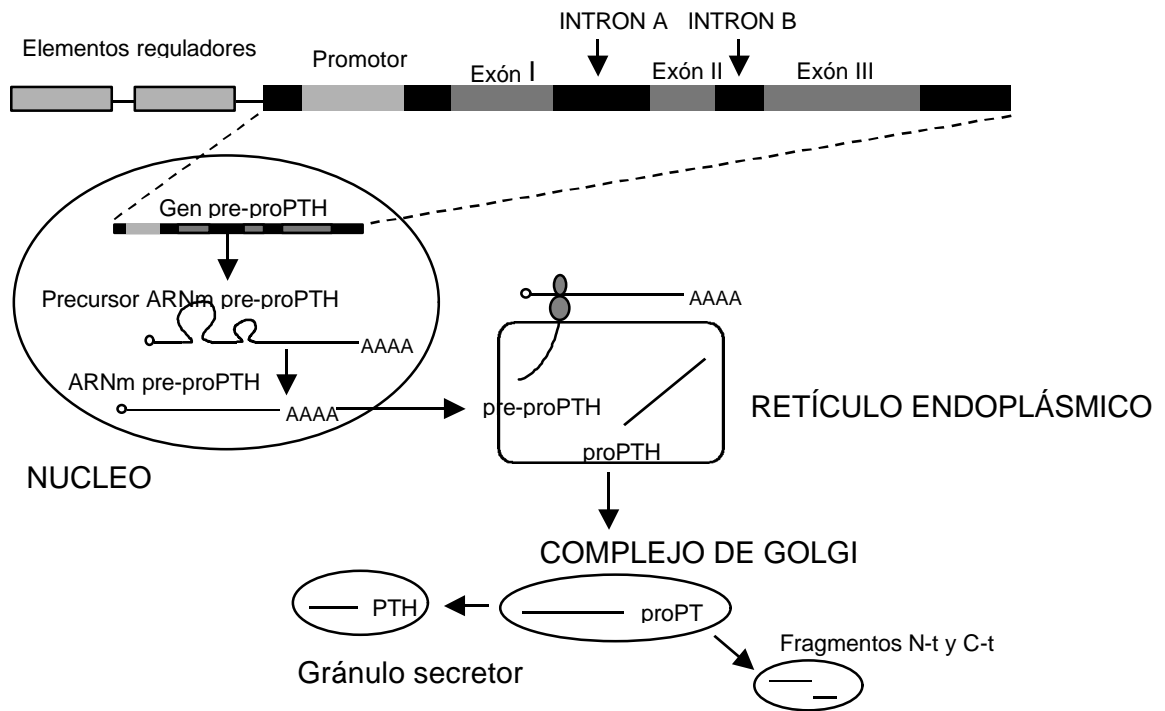 INTRON A INTRON B
Elementos reguladores
Promotor
Exón I
Exón II
Exón III
Gen pre-proPTH
Precursor ARNm pre-proPTH
AAAA
ARNm pre-proPTH
AAAA
NUCLEO
AAAA
pre-proPTH
proPTH
RETÍCULO ENDOPLÁSMICO
COMPLEJO DE GOLGI
PTH
proPT
Gránulo secretor
Fragmentos N-t y C-t